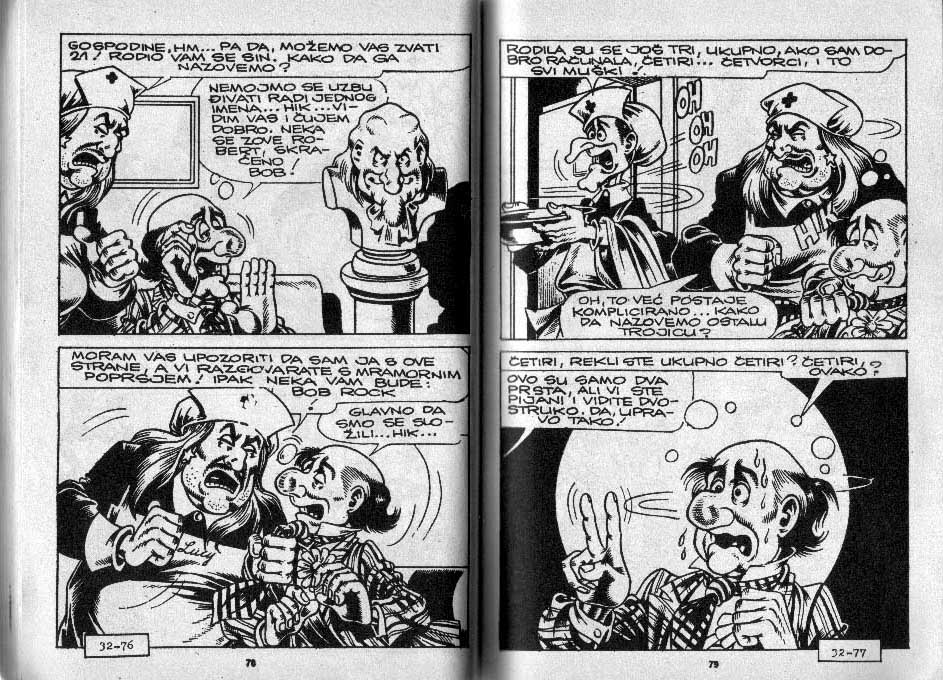 GOSPODINE, HM... PA DA, MOŽEMO VAS ZVATI
21! RODIO VAM SE SIN. KAKO DA GA
NAZOVEMO?
NEMOJMO SE UZBU
ĐIVATI RADI JEDNOG
IMENA... HIK... VI-
DIM VAS I ČUJEM
DOBRO. NEKA
SE ZOVE RO-
BERT, SKRA-
ĆENO
BOB!
MORAM VAS UPOZORITI DA SAM JA S OVE
STRANE, A VI RAZGOVARATE S MRAMORNIM
POPRSJEM! IPAK NEKA VAM BUDE:
BOB ROCK
GLAVNO DA
SMO SE SLO-
ŽILI... HIK...
Lucy
32-76
78
RODILA SU SE JOŠ TRI, UKUPNO, AKO SAM DO-
BRO RAČUNALA, ČETIRI!... ČETVORCI, I TO
SVI MUŠKI!
OH
OH
OH
OH, TO VEĆ POSTAJE
KOMPLICIRANO... KAKO
DA NAZOVEMO OSTALU
TROJICU?
ČETIRI, REKLI STE UKUPNO ČETIRI? ČETIRI,
OVAKO?
OVO SU SAMO DVA
PRSTA, ALI VI STE
PIJANI I VIDITE DVO-
STRUKO. DA, UPRA-
VO TAKO!
32-77
79